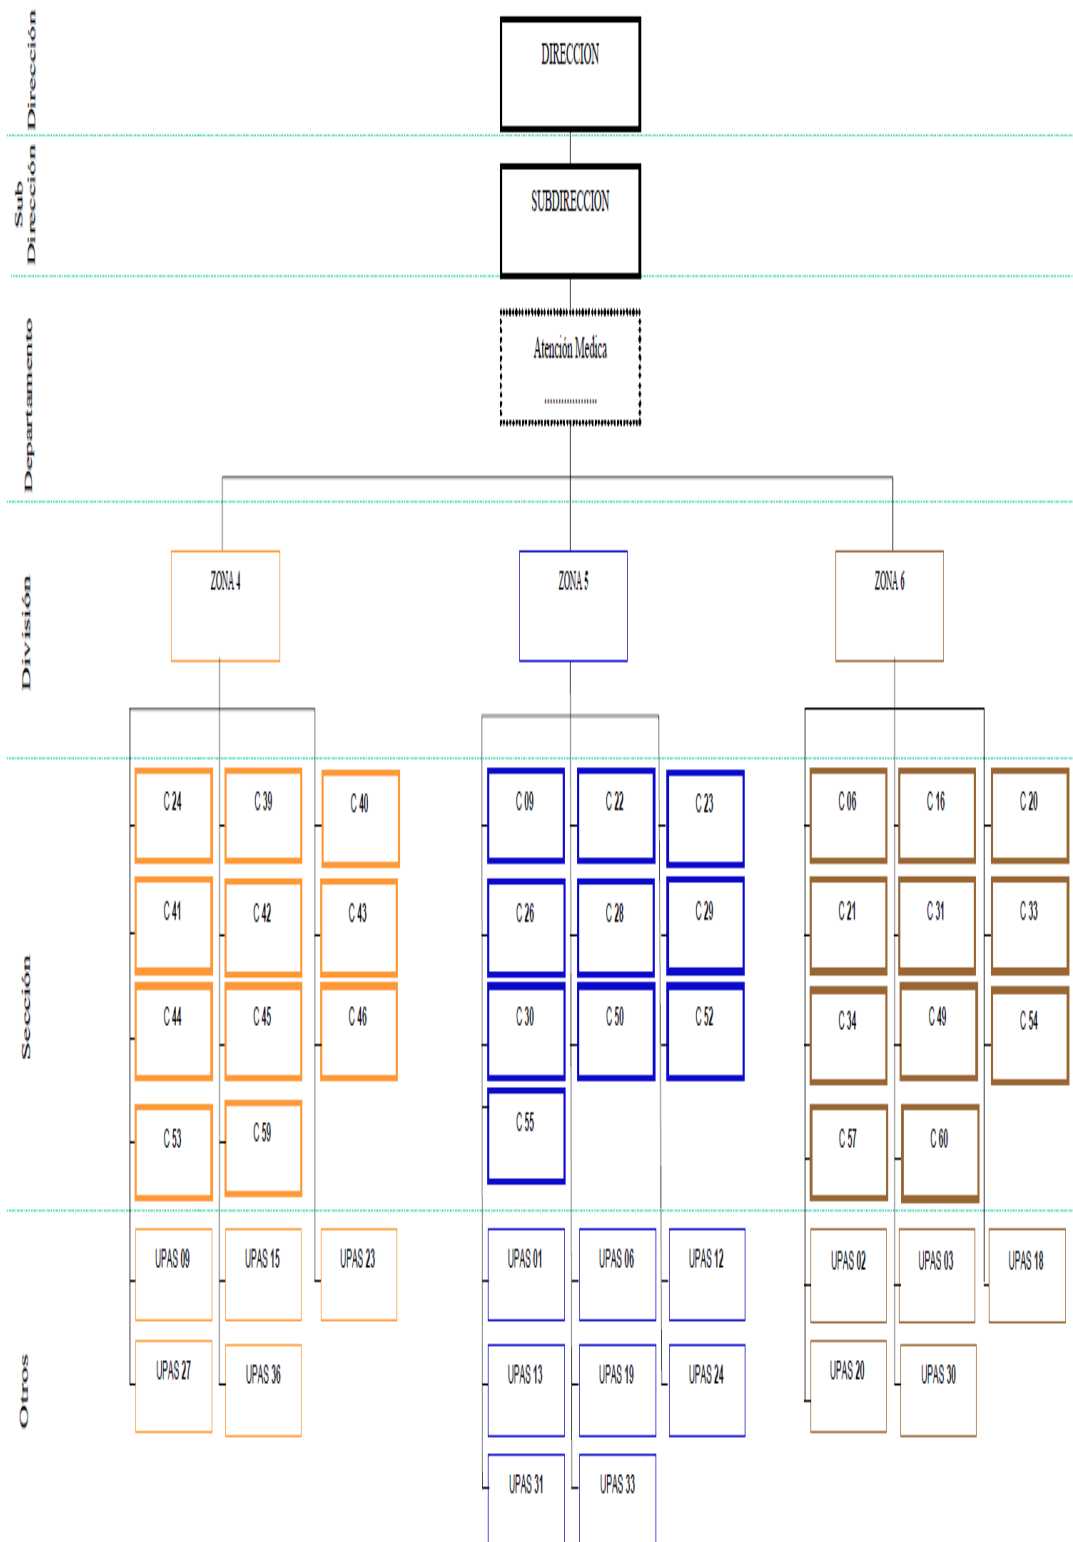 Dirección
DIRECCION
Sub
Dirección
SUBDIRECCION
Departamento
Atención Medica
...................
División
ZONA 4
ZONA 5
ZONA 6
Sección
C 24
C 39
C 40
C 09
C 22
C 23
C 06
C 16
C 20
C 41
C 42
C 43
C 26
C 28
C 29
C 21
C 31
C 33
C 44
C 45
C 46
C 30
C 50
C 52
C 34
C 49
C 54
C 53
C 59
C 55
C 57
C 60
Otros
UPAS 09
UPAS 15
UPAS 23
UPAS 01
UPAS 06
UPAS 12
UPAS 02
UPAS 03
UPAS 18
UPAS 27
UPAS 36
UPAS 13
UPAS 19
UPAS 24
UPAS 20
UPAS 30
UPAS 31
UPAS 33